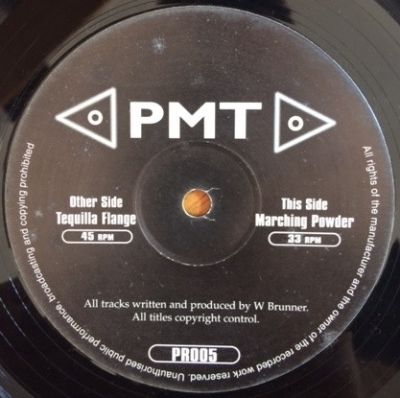 PMT
Other Side
Tequilla Flange
45 RPM
This Side
Marching Powder
33 RPM
All tracks written and produced by W Brunner.
All titles copyright control.
PR005
All rights of the manufacturer and the owner of the recorded work reserved. Unauthorised public performance, broadcasting and copying prohibited